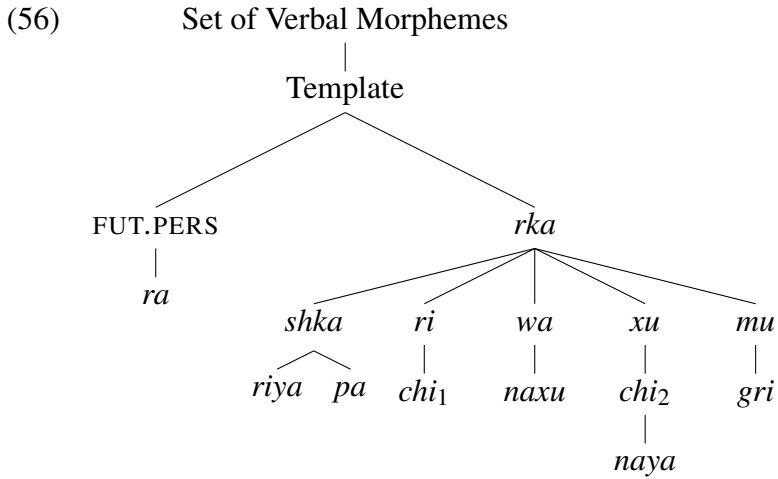 (56) Set of Verbal Morphemes
Template
FUT.PERS rka
ra
shka ri wa xu mu
riya pa chi₁ naxu chi₂ gri
naya